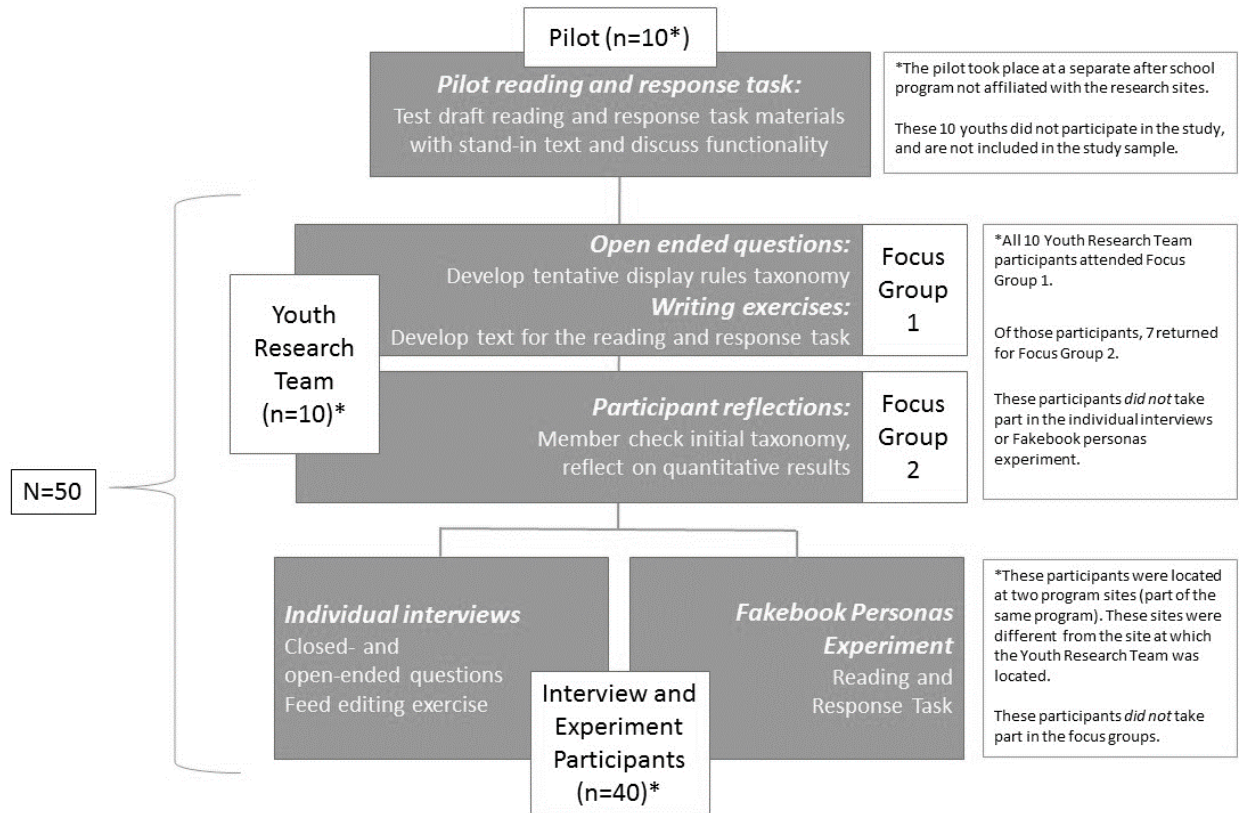 Pilot (n=10*)
Pilot reading and response task:
Test draft reading and response task materials
with stand-in text and discuss functionality
*The pilot took place at a separate after school
program not affiliated with the research sites.
These 10 youths did not participate in the study,
and are not included in the study sample.
Open ended questions:
Develop tentative display rules taxonomy
Writing exercises:
Develop text for the reading and response task
Focus
Group
1
*All 10 Youth Research Team
participants attended Focus
Group 1.
Of those participants, 7 returned
for Focus Group 2.
These participants did not take
part in the individual interviews
or Fakebook personas
experiment.
Youth
Research
Team
(n=10)*
Participant reflections:
Member check initial taxonomy,
reflect on quantitative results
Focus
Group
2
N=50
Individual interviews
Closed- and
open-ended questions
Feed editing exercise
Fakebook Personas
Experiment
Reading and
Response Task
Interview and
Experiment
Participants
(n=40)*
*These participants were located
at two program sites (part of the
same program). These sites were
different from the site at which
the Youth Research Team was
located.
These participants did not take
part in the focus groups.